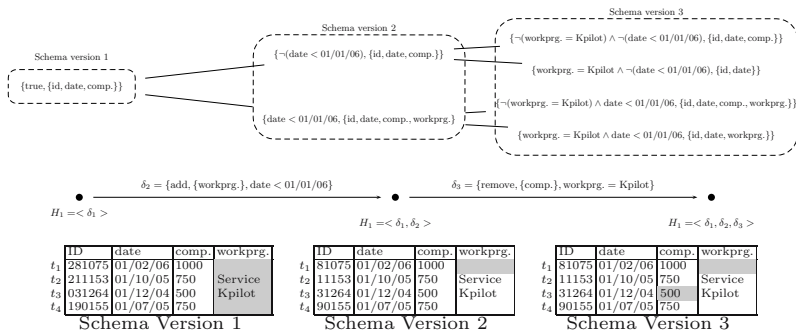 Schema version 3
Schema version 2
Schema version 1
{¬(workprg. = Kpilot) ∧ ¬(date < 01/01/06), {id, date, comp.}}
{¬(date < 01/01/06), {id, date, comp.}}
{workprg. = Kpilot ∧ ¬(date < 01/01/06), {id, date}}
{true, {id, date, comp.}}
{¬(workprg. = Kpilot) ∧ date < 01/01/06, {id, date, comp., workprg.}}
{date < 01/01/06, {id, date, comp., workprg.}
{workprg. = Kpilot ∧ date < 01/01/06, {id, date, workprg.}}
δ₂ = {add, {workprg.}, date < 01/01/06}
δ₃ = {remove, {comp.}, workprg. = Kpilot}
H₁ =< δ₁ >
H₁ =< δ₁, δ₂ >
H₁ =< δ₁, δ₂, δ₃ >
ID date comp. workprg.
t₁ 281075 01/02/06 1000
t₂ 211153 01/10/05 750 Service
t₃ 031264 01/12/04 500 Kpilot
t₄ 190155 01/07/05 750
Schema Version 1
ID date comp. workprg.
t₁ 81075 01/02/06 1000
t₂ 11153 01/10/05 750 Service
t₃ 31264 01/12/04 500 Kpilot
t₄ 90155 01/07/05 750
Schema Version 2
ID date comp. workprg.
t₁ 81075 01/02/06 1000
t₂ 11153 01/10/05 750 Service
t₃ 31264 01/12/04 500 Kpilot
t₄ 90155 01/07/05 750
Schema Version 3